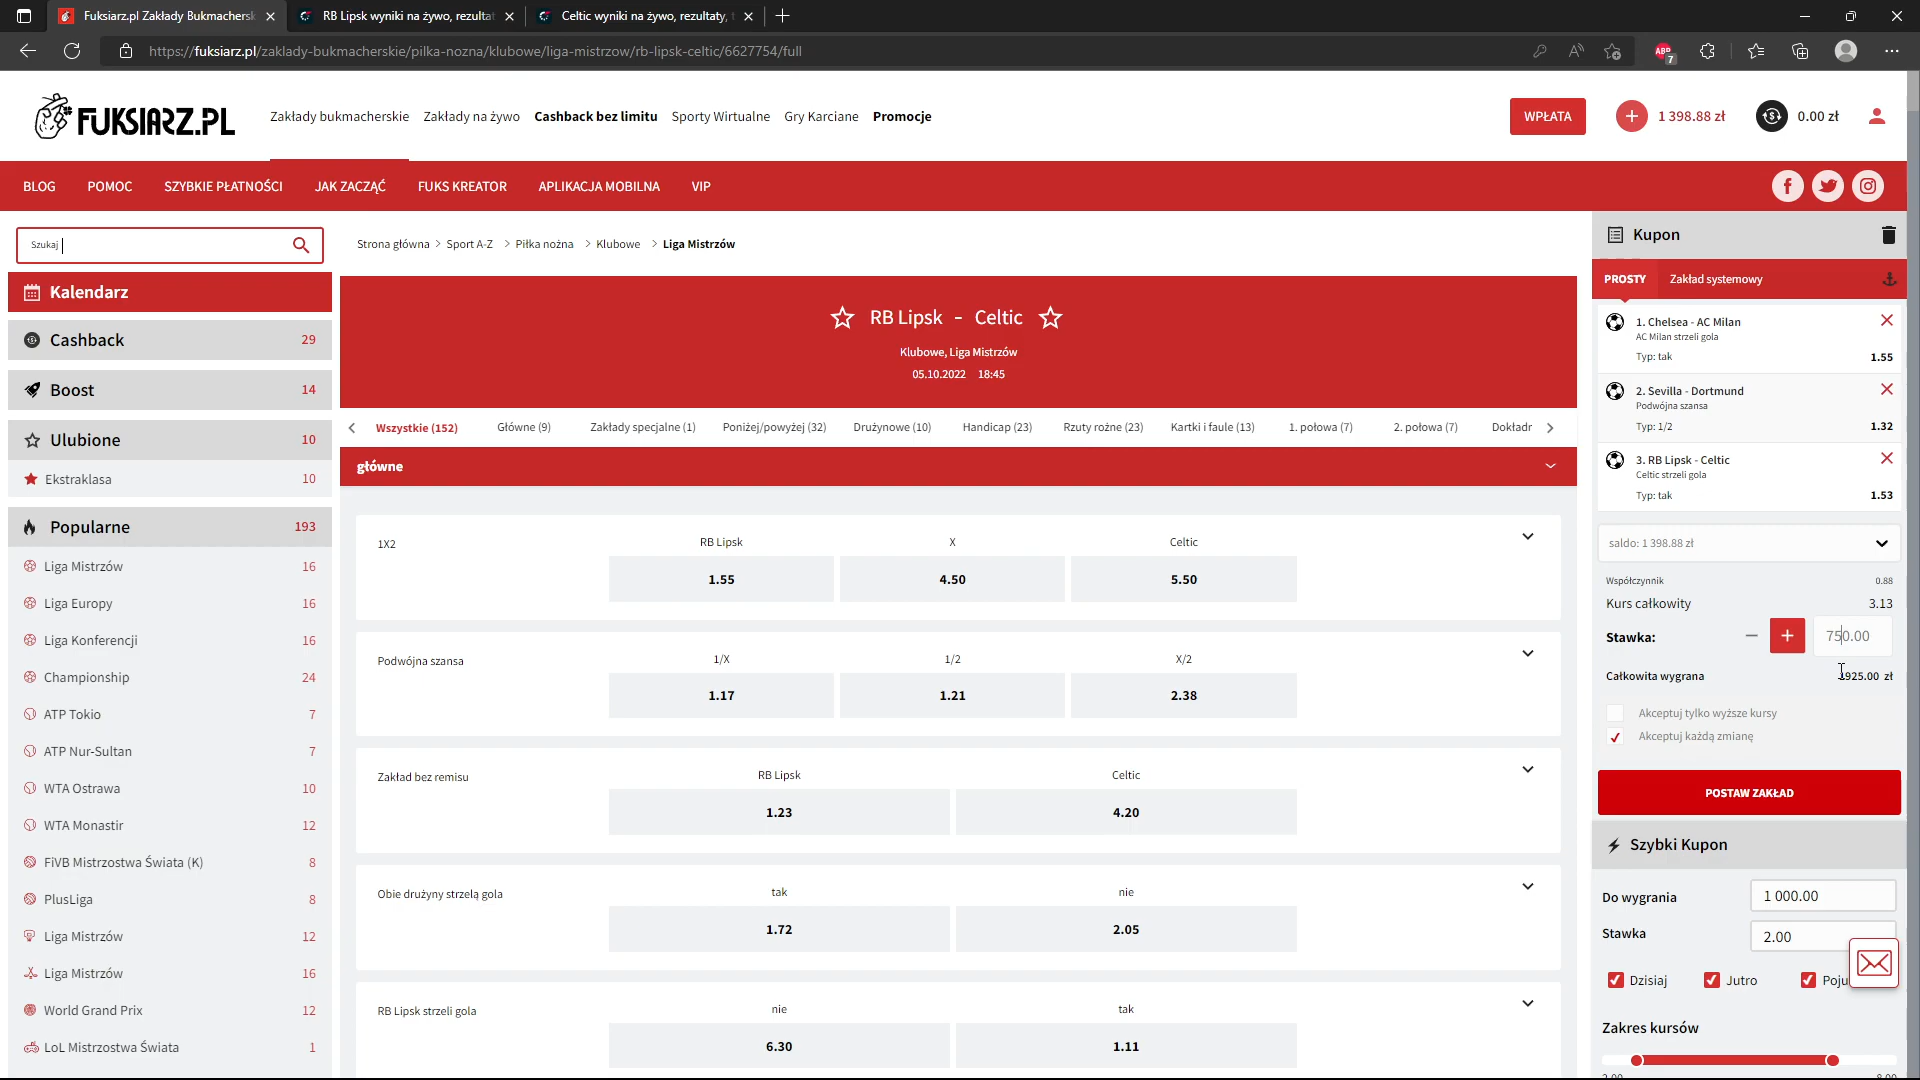 Fuksiarz.pl Zakłady Bukmachersk
RB Lipsk wyniki na żywo, rezultat
Celtic wyniki na żywo, rezultaty, t
https://fuksiarz.pl/zaklady-bukmacherskie/pilka-nozna/klubowe/liga-mistrzow/rb-lipsk-celtic/6627754/full
ABP
7
FUKSIARZ.PL
Zakłady bukmacherskie
Zakłady na żywo
Cashback bez limitu
Sporty Wirtualne
Gry Karciane
Promocje
WPŁATA
1 398.88 zł
0.00 zł
BLOG
POMOC
SZYBKIE PŁATNOŚCI
JAK ZACZĄĆ
FUKS KREATOR
APLIKACJA MOBILNA
VIP
Szukaj
Kalendarz
Cashback 29
Boost 14
Ulubione 10
Ekstraklasa 10
Popularne 193
Liga Mistrzów 16
Liga Europy 16
Liga Konferencji 16
Championship 24
ATP Tokio 7
ATP Nur-Sultan 7
WTA Ostrawa 10
WTA Monastir 12
FiVB Mistrzostwa Świata (K) 8
PlusLiga 8
Liga Mistrzów 12
Liga Mistrzów 16
World Grand Prix 12
LoL Mistrzostwa Świata 1
Strona główna > Sport A-Z > Piłka nożna > Klubowe > Liga Mistrzów
RB Lipsk - Celtic
Klubowe, Liga Mistrzów
05.10.2022 18:45
Wszystkie (152)
Główne (9)
Zakłady specjalne (1)
Poniżej/powyżej (32)
Drużynowe (10)
Handicap (23)
Rzuty rożne (23)
Kartki i faule (13)
1. połowa (7)
2. połowa (7)
Dokładr
główne
1X2
RB Lipsk X Celtic
1.55 4.50 5.50
Podwójna szansa
1/X 1/2 X/2
1.17 1.21 2.38
Zakład bez remisu
RB Lipsk Celtic
1.23 4.20
Obie drużyny strzelą gola
tak nie
1.72 2.05
RB Lipsk strzeli gola
nie tak
6.30 1.11
Kupon
PROSTY
Zakład systemowy
1. Chelsea - AC Milan
AC Milan strzeli gola
Typ: tak 1.55
2. Sevilla - Dortmund
Podwójna szansa
Typ: 1/2 1.32
3. RB Lipsk - Celtic
Celtic strzeli gola
Typ: tak 1.53
saldo: 1 398.88 zł
Współczynnik 0.88
Kurs całkowity 3.13
Stawka: − + 750.00
Całkowita wygrana 1925.00 zł
Akceptuj tylko wyższe kursy
Akceptuj każdą zmianę
POSTAW ZAKŁAD
Szybki Kupon
Do wygrania 1 000.00
Stawka 2.00
Dzisiaj
Jutro
Poju
Zakres kursów